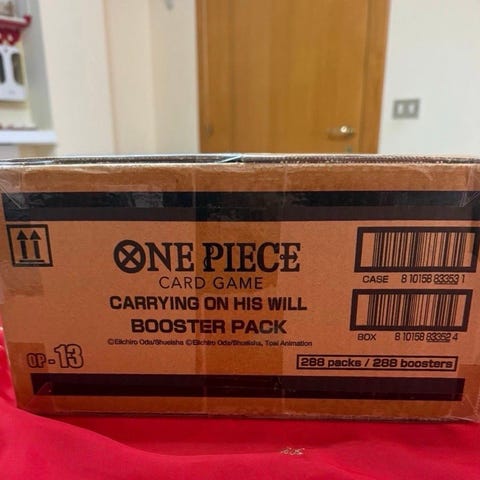 ONE PIECE
CARD GAME
CARRYING ON HIS WILL
BOOSTER PACK
©Eiichiro Oda/Shueisha ©Eiichiro Oda/Shueisha, Toei Animation
OP-13
CASE 8 10158 83353 1
BOX 8 10158 83352 4
288 packs / 288 boosters